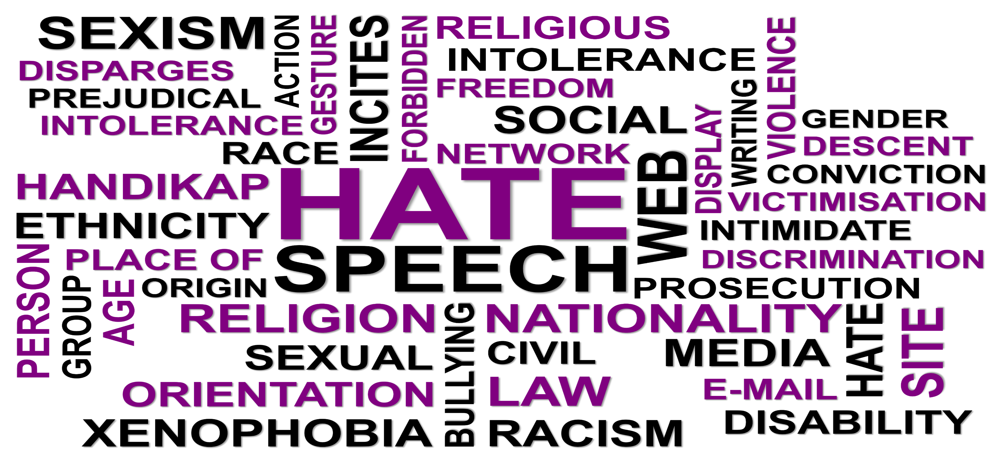 SEXISM
DISPARGES
PREJUDICAL
INTOLERANCE
RACE
ACTION
GESTURE
INCITES
FORBIDDEN
RELIGIOUS
INTOLERANCE
FREEDOM
SOCIAL
NETWORK
WEB
DISPLAY
WRITING
VIOLENCE
GENDER
DESCENT
CONVICTION
VICTIMISATION
INTIMIDATE
DISCRIMINATION
PROSECUTION
HANDIKAP
ETHNICITY
HATE
SPEECH
PERSON
GROUP
AGE
PLACE OF
ORIGIN
RELIGION
SEXUAL
ORIENTATION
XENOPHOBIA
BULLYING
NATIONALITY
CIVIL
LAW
RACISM
MEDIA
E-MAIL
HATE
SITE
DISABILITY